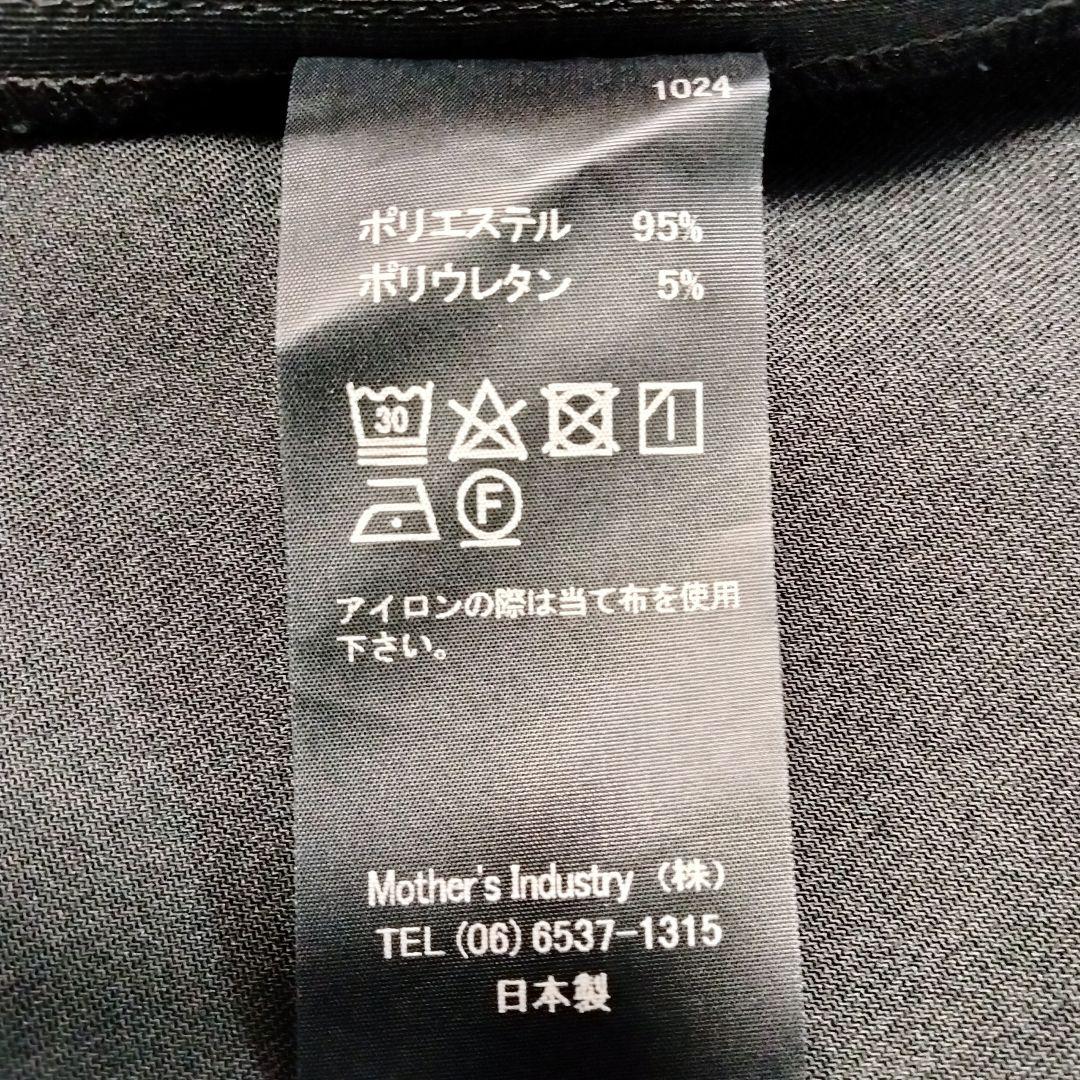 1024
ポリエステル 95%
ポリウレタン 5%
30
F
アイロンの際は当て布を使用
下さい。
Mother's Industry (株)
TEL (06) 6537-1315
日本製